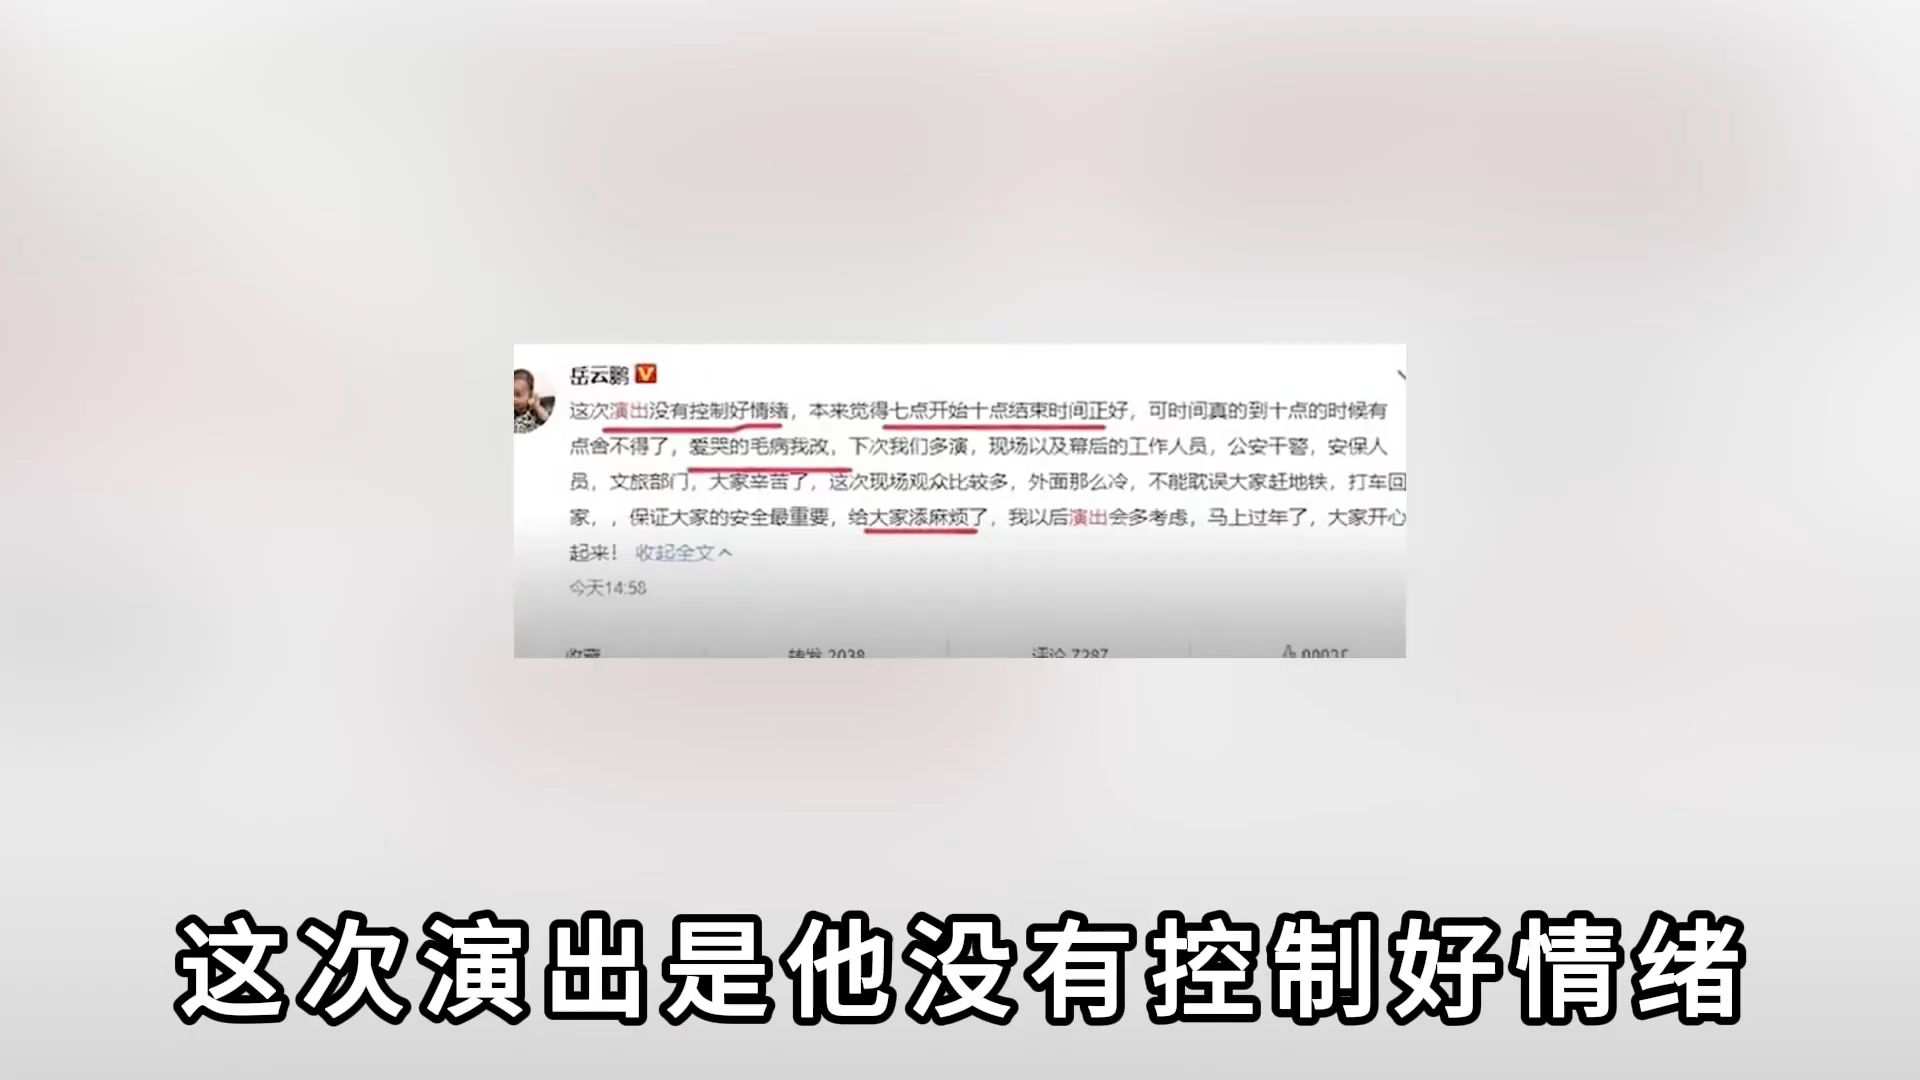 岳云鹏
这次演出没有控制好情绪，本来觉得七点开始十点结束时间正好，可时间真的到十点的时候有
点舍不得了，爱哭的毛病我改，下次我们多演，现场以及幕后的工作人员，公安干警，安保人
员，文旅部门，大家辛苦了，这次现场观众比较多，外面那么冷，不能耽误大家赶地铁，打车回
家，，保证大家的安全最重要，给大家添麻烦了，我以后演出会多考虑，马上过年了，大家开心
起来！ 收起全文
今天14:58
收藏 转发 2038 评论 7287
这次演出是他没有控制好情绪